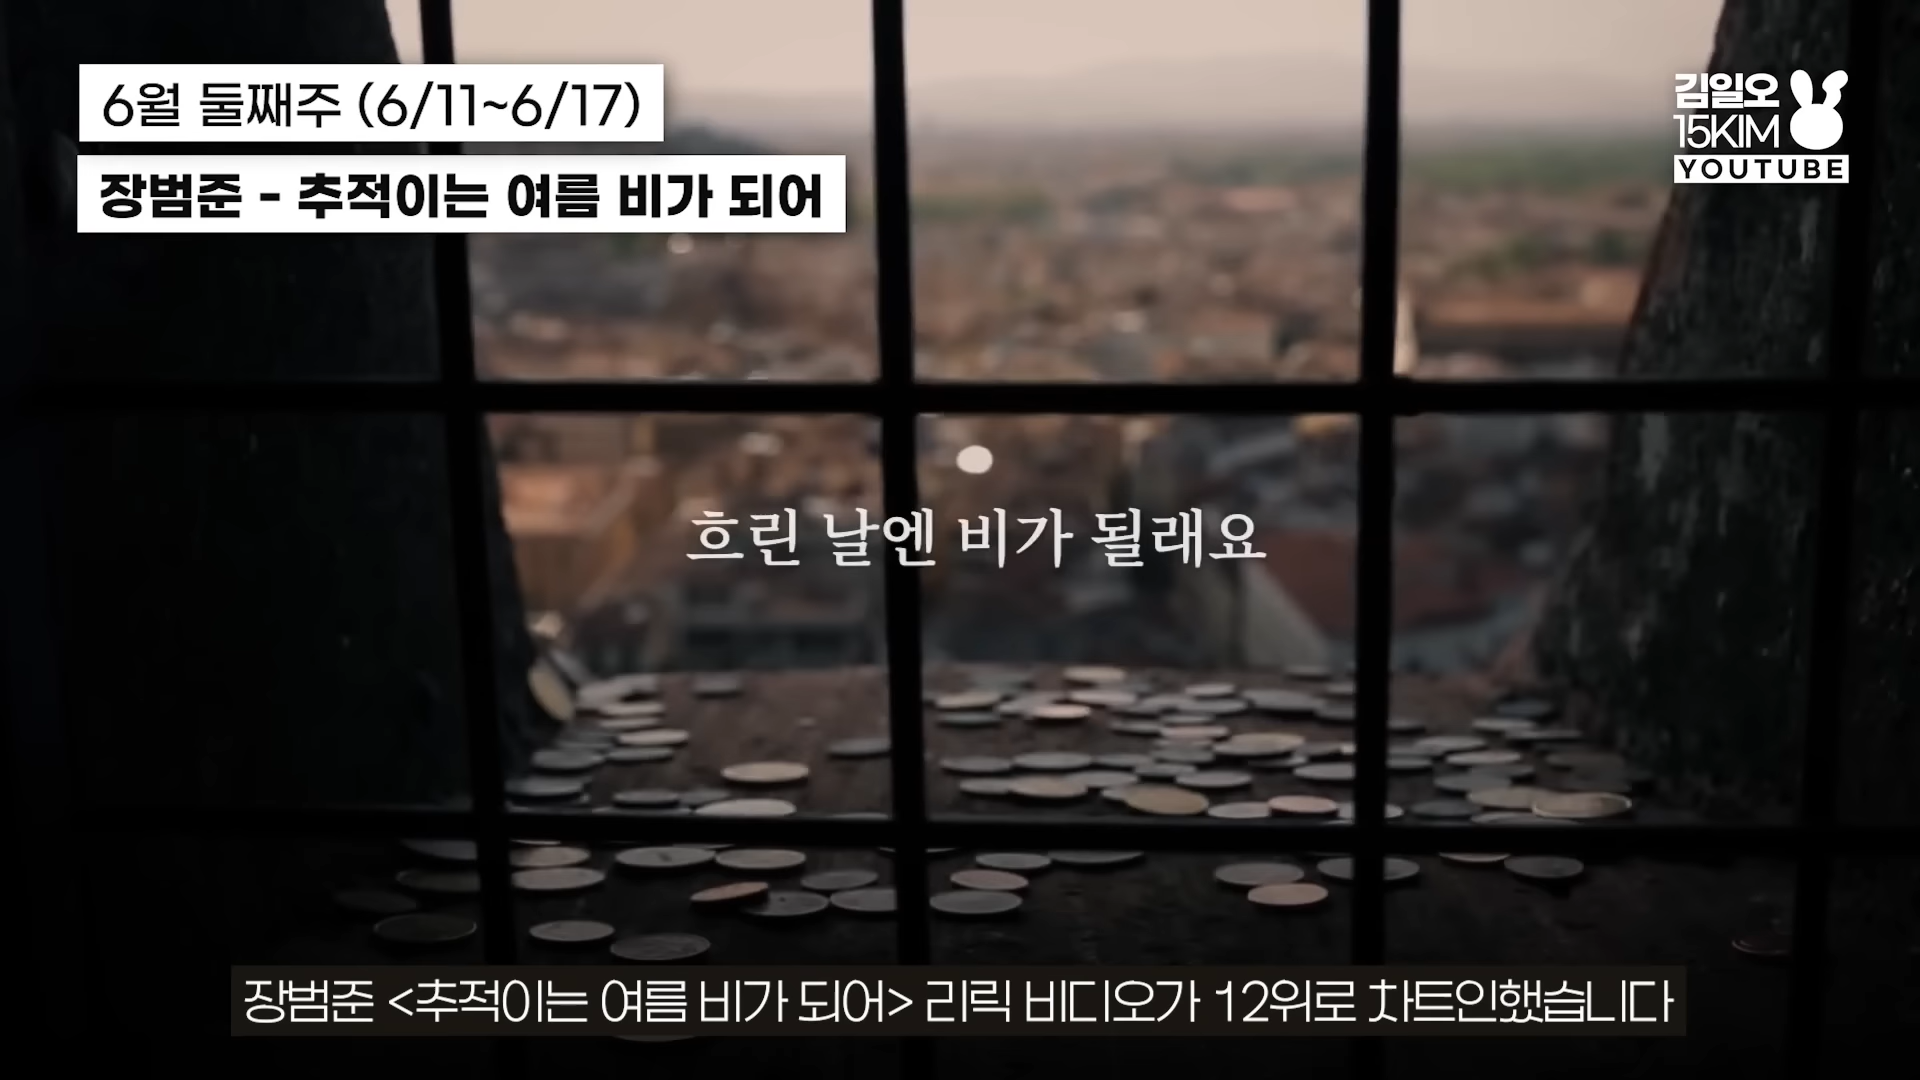 6월 둘째주 (6/11~6/17)
장범준 - 추적이는 여름 비가 되어
김일오
15KIM
YOUTUBE
흐린 날엔 비가 될래요
장범준 <추적이는 여름 비가 되어> 리릭 비디오가 12위로 차트인했습니다